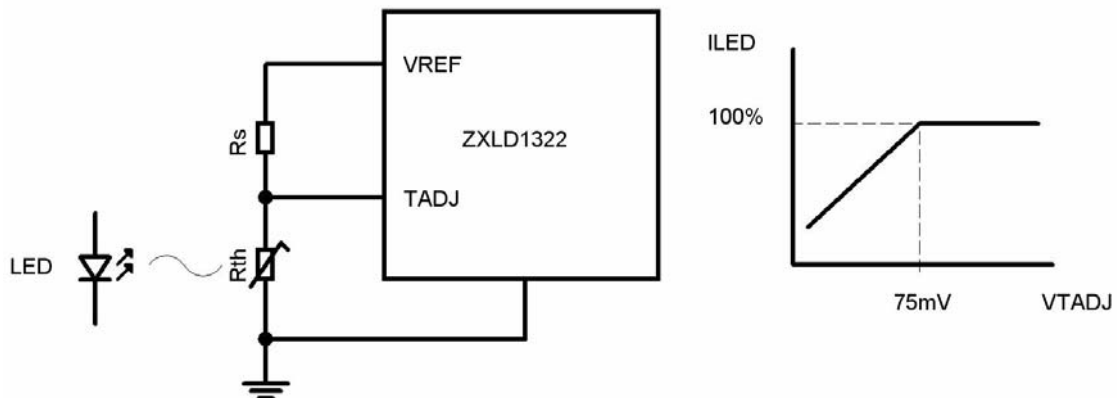 VREF
Rs
ZXLD1322
TADJ
LED
Rth
ILED
100%
75mV
VTADJ